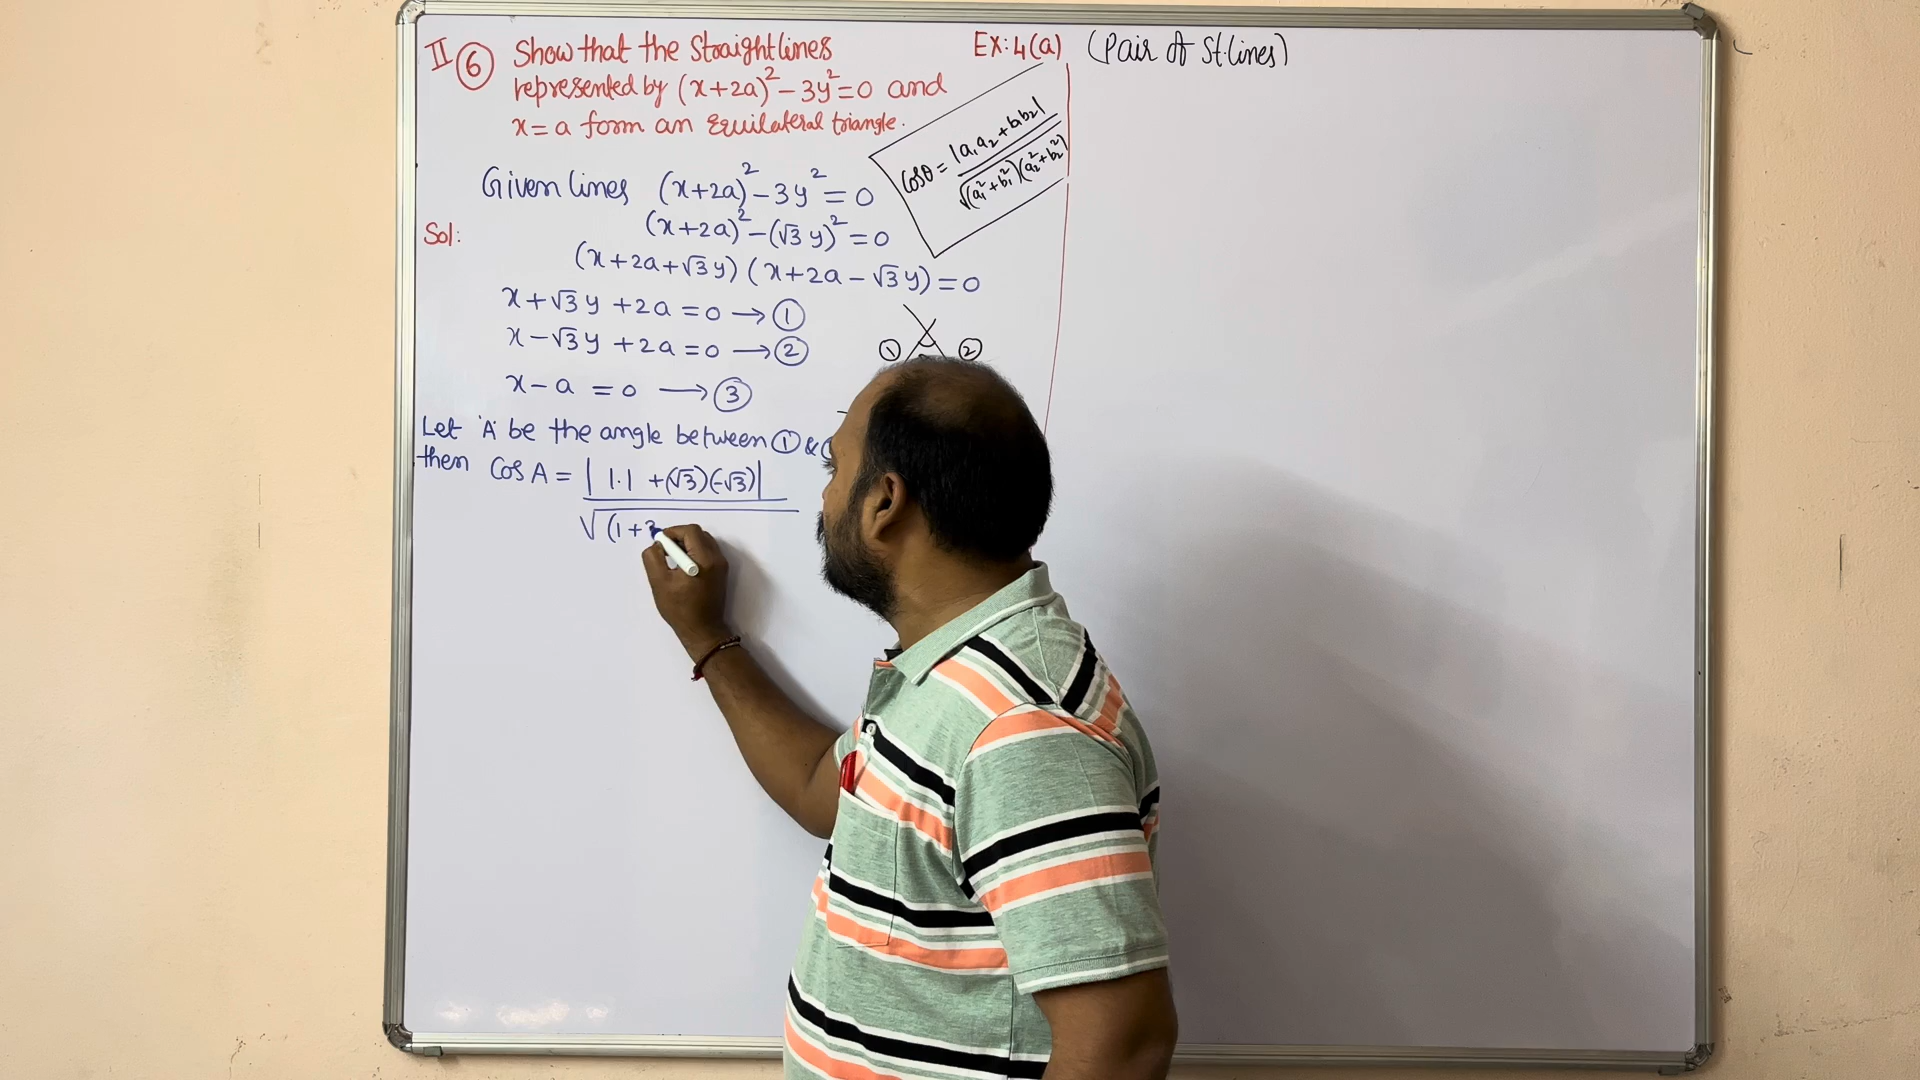 II ⑥ Show that the Straight lines
represented by (x+2a)² - 3y² = 0 and
x = a form an Equilateral triangle.
Ex: 4(a) (Pair of St. lines)
Cosθ = |a₁a₂ + b₁b₂| / √(a₁² + b₁²)(a₂² + b₂²)
Given lines (x+2a)² - 3y² = 0
Sol:
(x+2a)² - (√3 y)² = 0
(x+2a+√3y) (x+2a-√3y) = 0
x + √3y + 2a = 0 → ①
x - √3y + 2a = 0 → ②
x - a = 0 → ③
① ②
Let 'A' be the angle between ① &
then Cos A = |1.1 + (√3)(-√3)|
√(1+3